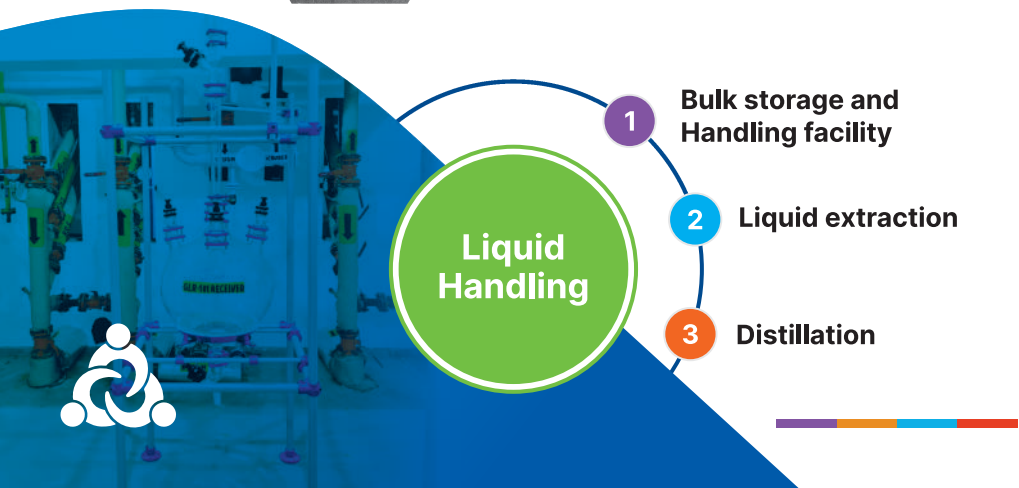 Liquid
Handling
1
Bulk storage and
Handling facility
2
Liquid extraction
3
Distillation